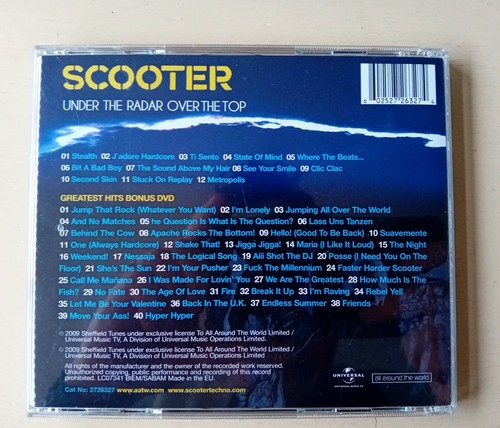 SCOOTER
UNDER THE RADAR OVER THE TOP
01 Stealth 02 J'adore Hardcore 03 Ti Sento 04 State Of Mind 05 Where The Beats...
06 Bit A Bad Boy 07 The Sound Above My Hair 08 See Your Smile 09 Clic Clac
10 Second Skin 11 Stuck On Replay 12 Metropolis
GREATEST HITS BONUS DVD
01 Jump That Rock (Whatever You Want) 02 I'm Lonely 03 Jumping All Over The World
04 And No Matches 05 he Question Is What Is The Question? 06 Lass Uns Tanzen
07 Behind The Cow 08 Apache Rocks The Bottom! 09 Hello! (Good To Be Back) 10 Suavemente
11 One (Always Hardcore) 12 Shake That! 13 Jigga Jigga! 14 Maria (I Like It Loud) 15 The Night
16 Weekend! 17 Nessaja 18 The Logical Song 19 Aiii Shot The DJ 20 Posse (I Need You On The
Floor) 21 She's The Sun 22 I'm Your Pusher 23 Fuck The Millennium 24 Faster Harder Scooter
25 Call Me Mañana 26 I Was Made For Lovin' You 27 We Are The Greatest 28 How Much Is The
Fish? 29 No Fate 30 The Age Of Love 31 Fire 32 Break It Up 33 I'm Raving 34 Rebel Yell
35 Let Me Be Your Valentine 36 Back In The U.K. 37 Endless Summer 38 Friends
39 Move Your Ass! 40 Hyper Hyper
℗ 2009 Sheffield Tunes under exclusive license To All Around The World Limited /
Universal Music TV, A Division of Universal Music Operations Limited.
© 2009 Sheffield Tunes under exclusive license To All Around The World Limited /
Universal Music TV, A Division of Universal Music Operations Limited.
All rights of the manufacturer and the owner of the recorded work reserved.
Unauthorized copying, public performance and recording of this record
prohibited. LC07341 BIEM/SABAM Made in the EU.
Cat No: 2726327 www.aatw.com www.scootertechno.com
6 02527 26327 4
UNIVERSAL
all around the world